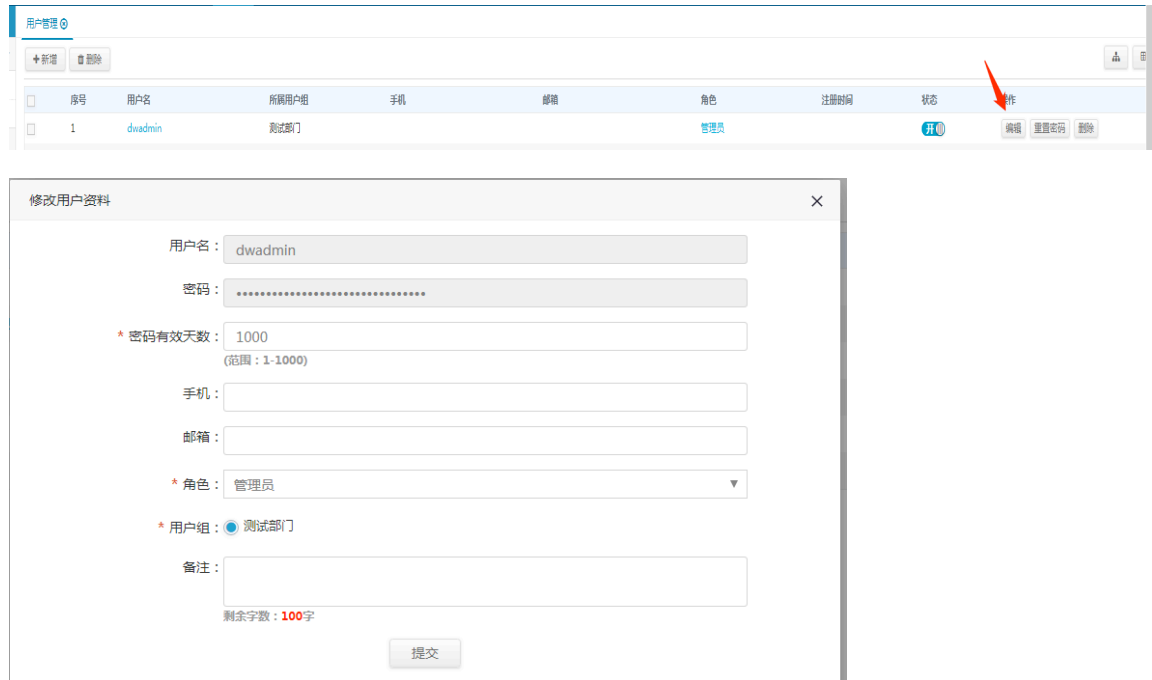 用户管理
新增 删除
序号 用户名 所属用户组 手机 邮箱 角色 注册时间 状态 操作
1 dwadmin 测试部门 管理员 开 编辑 重置密码 删除
修改用户资料
用户名： dwadmin
密码： ••••••••••••••••••••••••••••••••
* 密码有效天数： 1000
(范围：1-1000)
手机：
邮箱：
* 角色： 管理员
* 用户组： 测试部门
备注：
剩余字数：100字
提交